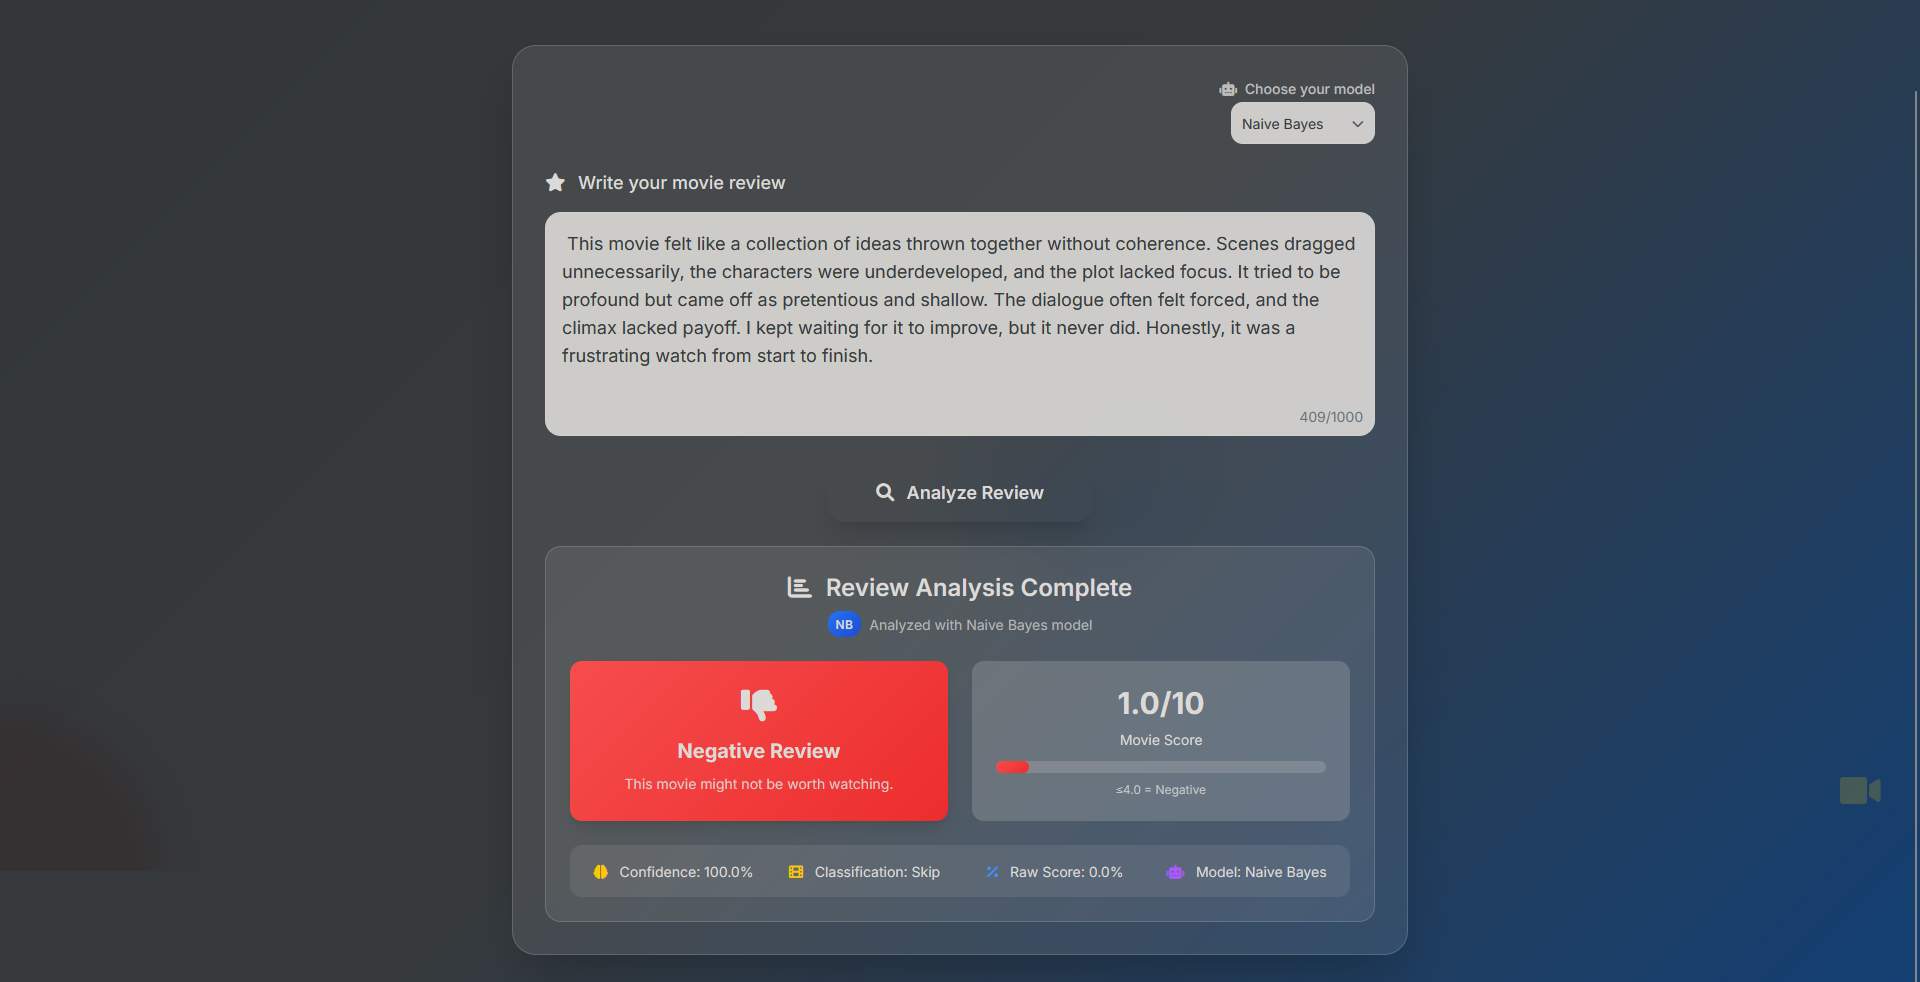 Choose your model
Naive Bayes
Write your movie review
This movie felt like a collection of ideas thrown together without coherence. Scenes dragged
unnecessarily, the characters were underdeveloped, and the plot lacked focus. It tried to be
profound but came off as pretentious and shallow. The dialogue often felt forced, and the
climax lacked payoff. I kept waiting for it to improve, but it never did. Honestly, it was a
frustrating watch from start to finish.
409/1000
Analyze Review
Review Analysis Complete
NB Analyzed with Naive Bayes model
Negative Review
This movie might not be worth watching.
1.0/10
Movie Score
≤4.0 = Negative
Confidence: 100.0% Classification: Skip Raw Score: 0.0% Model: Naive Bayes